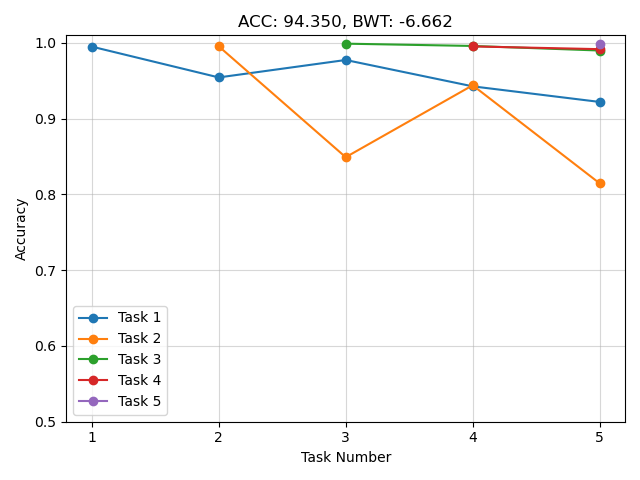 ACC: 94.350, BWT: -6.662
1.0
0.9
0.8
0.7
0.6
0.5
Accuracy
Task 1
Task 2
Task 3
Task 4
Task 5
1 2 3 4 5
Task Number